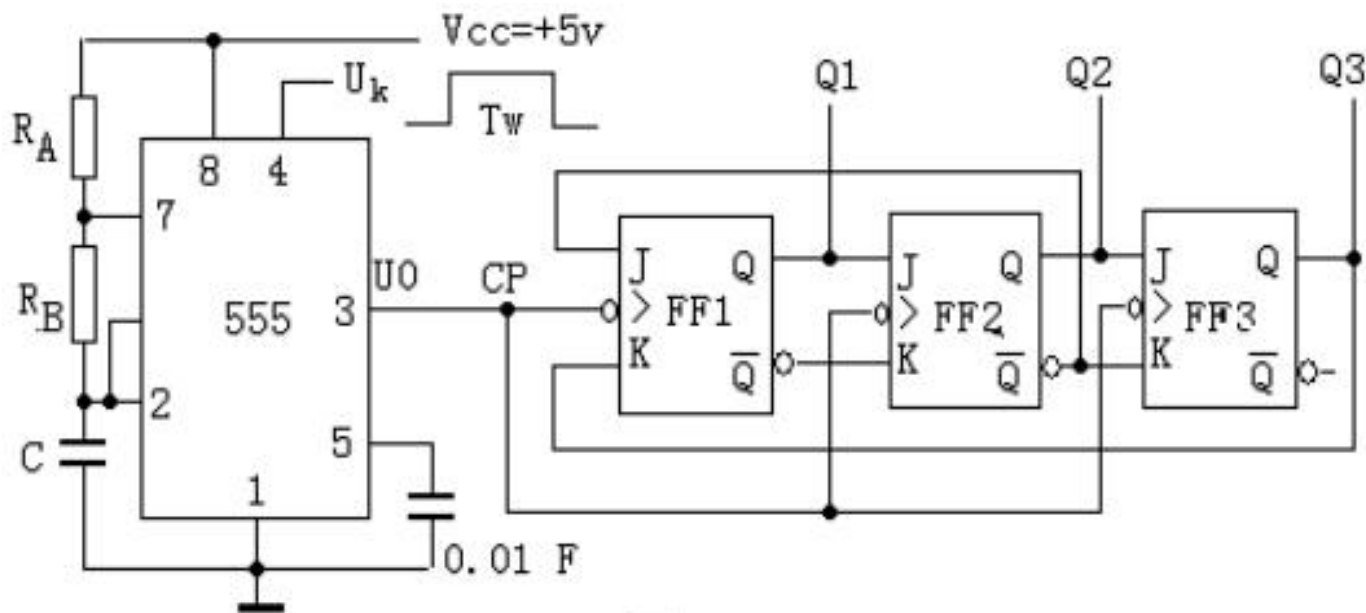 Vcc=+5v
Uk
Tw
Q1
Q2
Q3
RA
8 4
7
J Q
J Q
J Q
RB
555
3
U0
CP
FF1
FF2
FF3
K Q̅
K Q̅
K Q̅
2
C
5
1
0.01 F